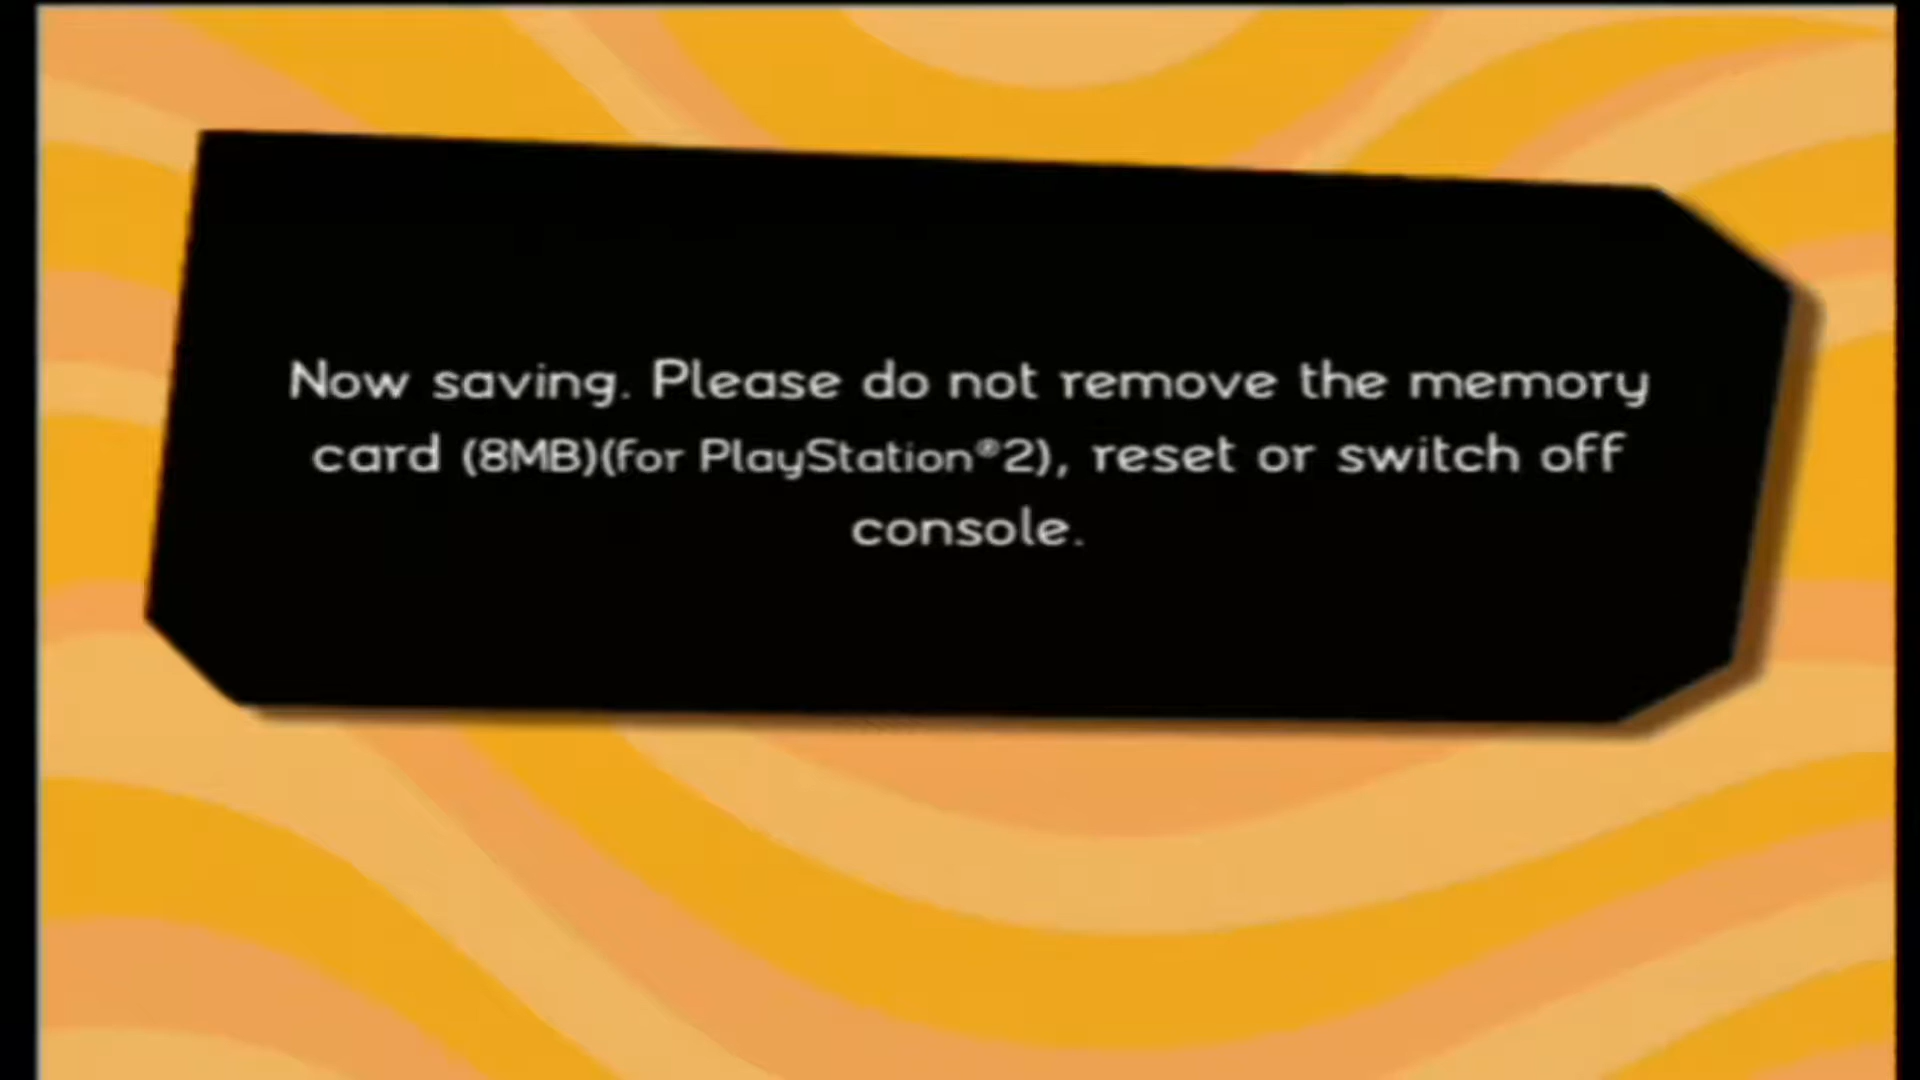 Now saving. Please do not remove the memory
card (8MB)(for PlayStation®2), reset or switch off
console.